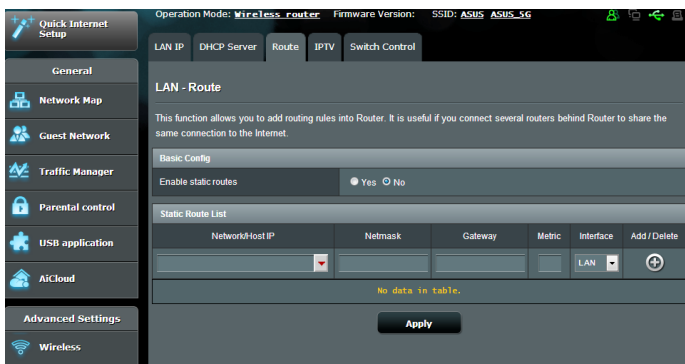 Quick Internet
Setup
Operation Mode: Wireless router Firmware Version: SSID: ASUS ASUS_5G
LAN IP DHCP Server Route IPTV Switch Control
General
Network Map
Guest Network
Traffic Manager
Parental control
USB application
AiCloud
Advanced Settings
Wireless
LAN - Route
This function allows you to add routing rules into Router. It is useful if you connect several routers behind Router to share the
same connection to the Internet.
Basic Config
Enable static routes Yes No
Static Route List
Network/Host IP Netmask Gateway Metric Interface Add / Delete
LAN
No data in table.
Apply